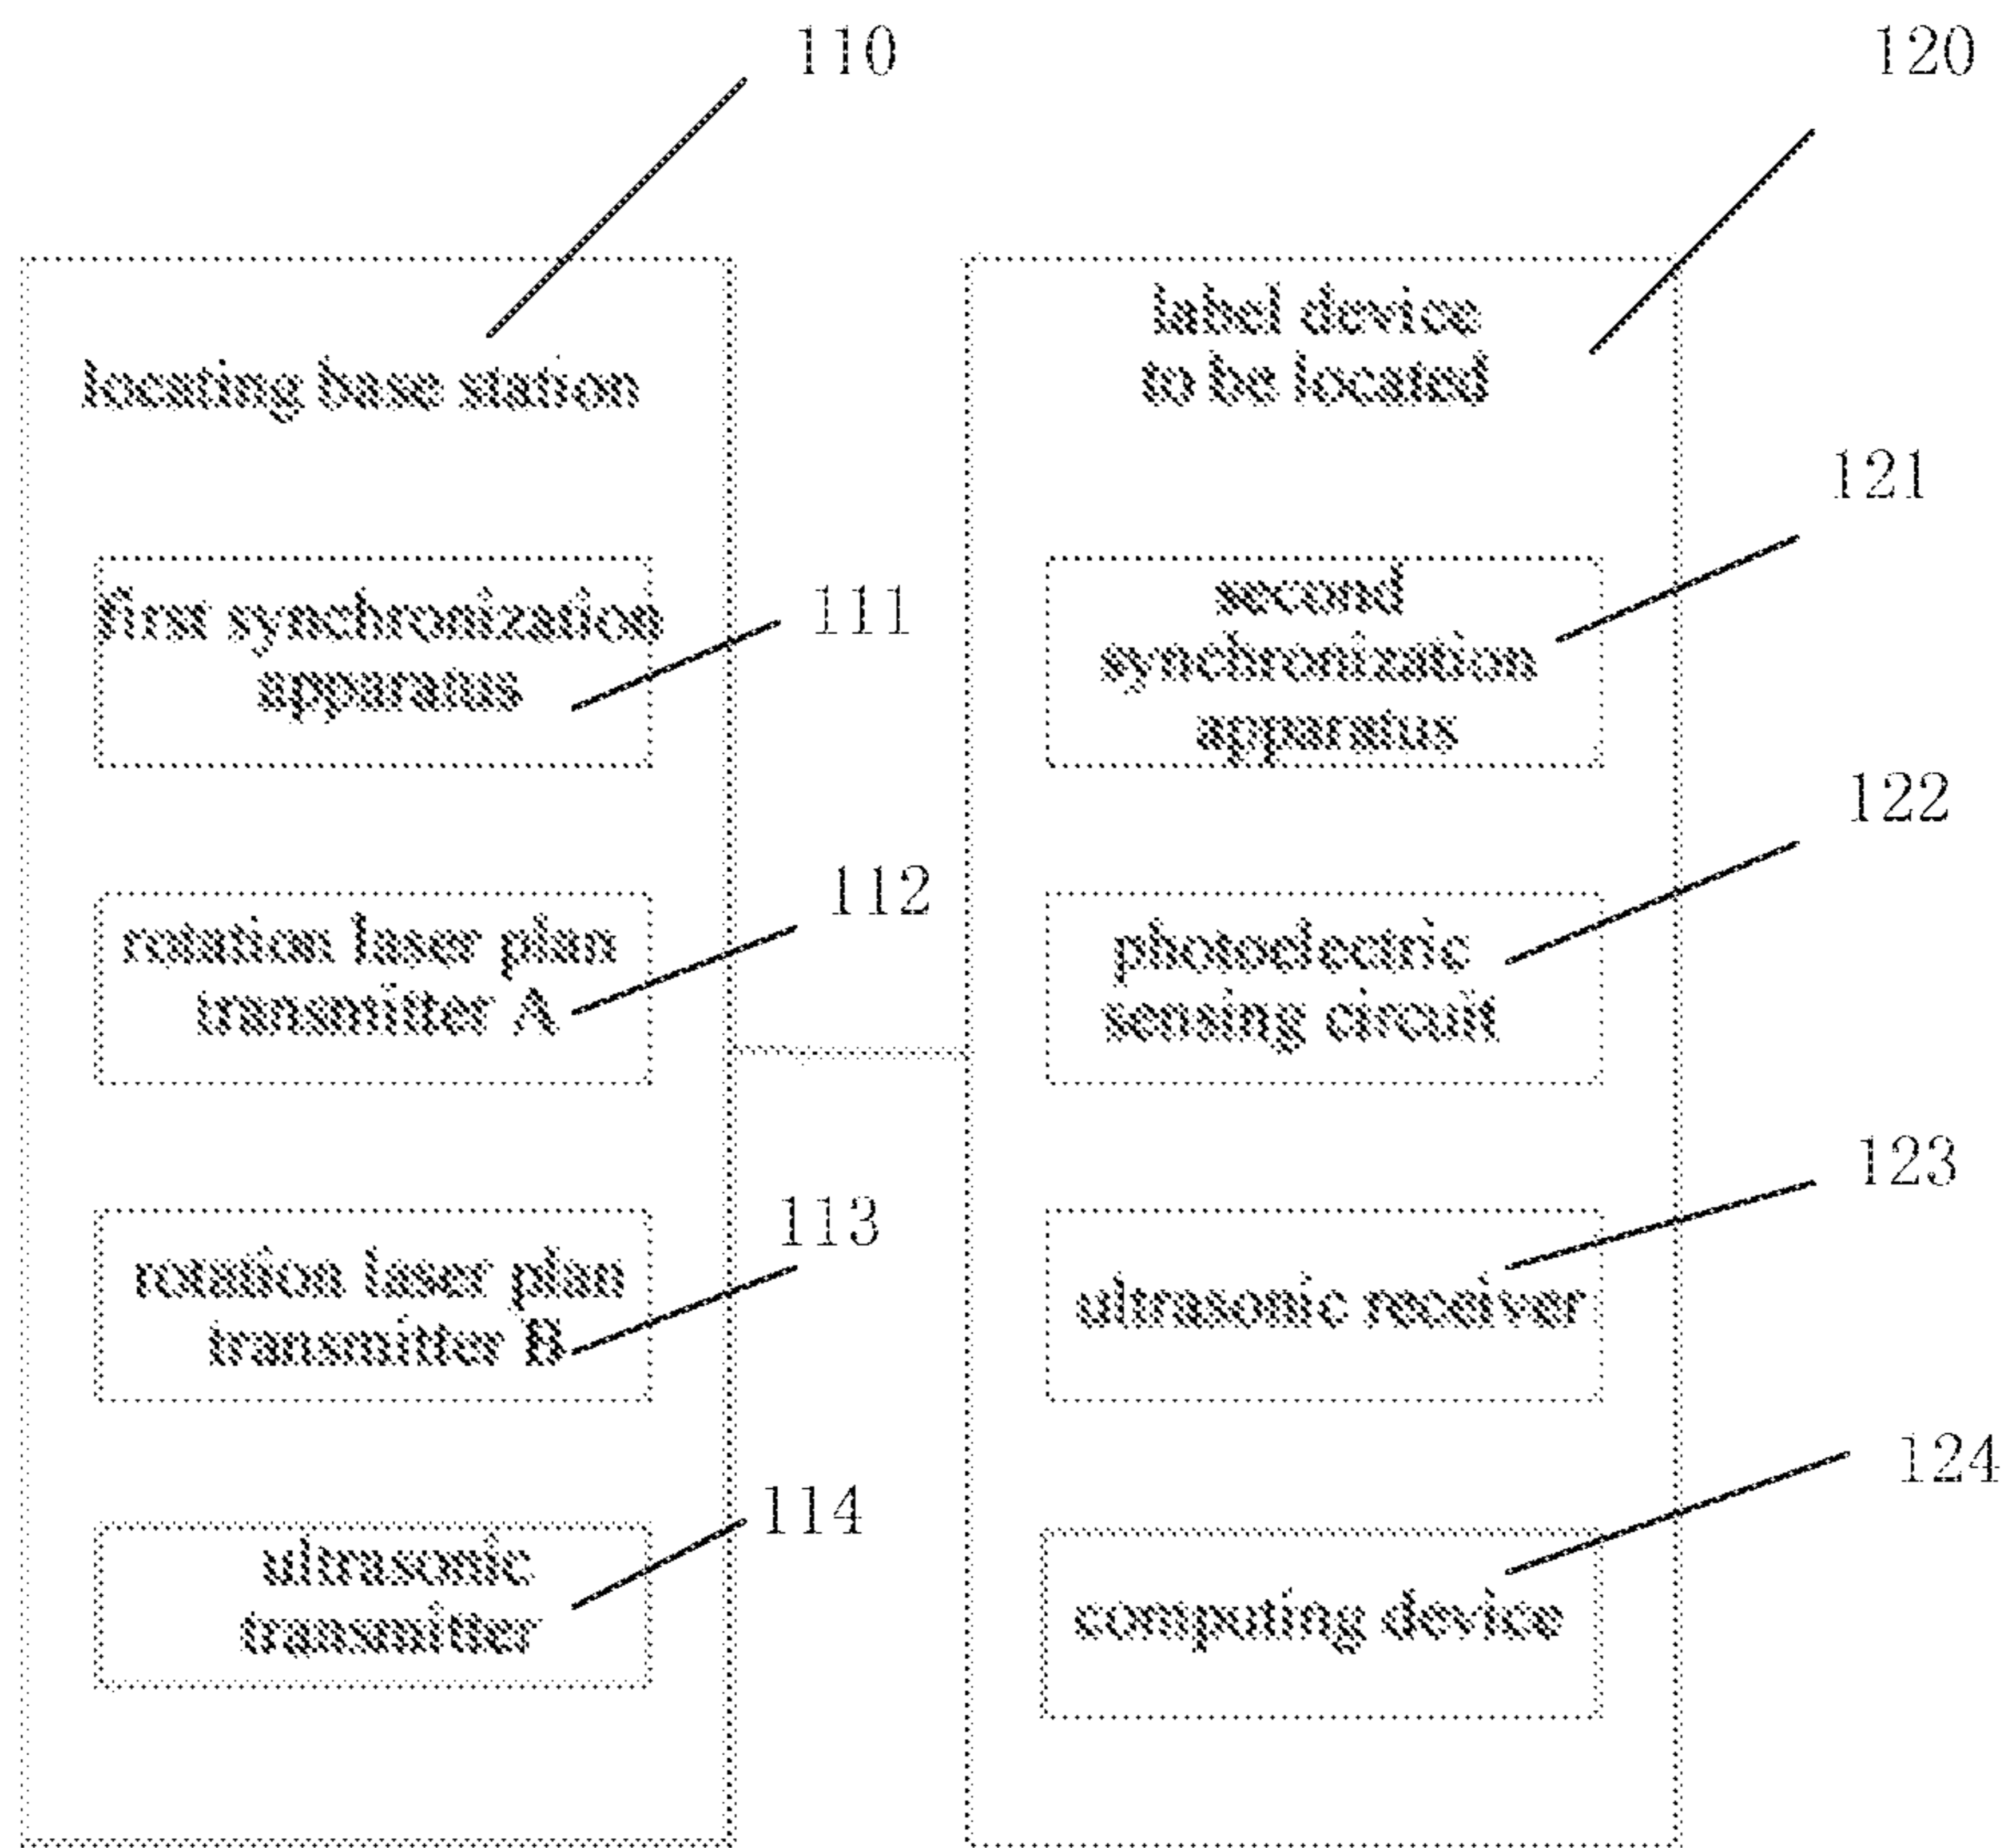 110
120
locating base station
label device
to be located
121
first synchronization
apparatus
111
second
synchronization
apparatus
122
112
rotation laser plan
transmitter A
photoelectric
sensing circuit
123
113
rotation laser plan
transmitter B
ultrasonic receiver
124
114
ultrasonic
transmitter
computing device